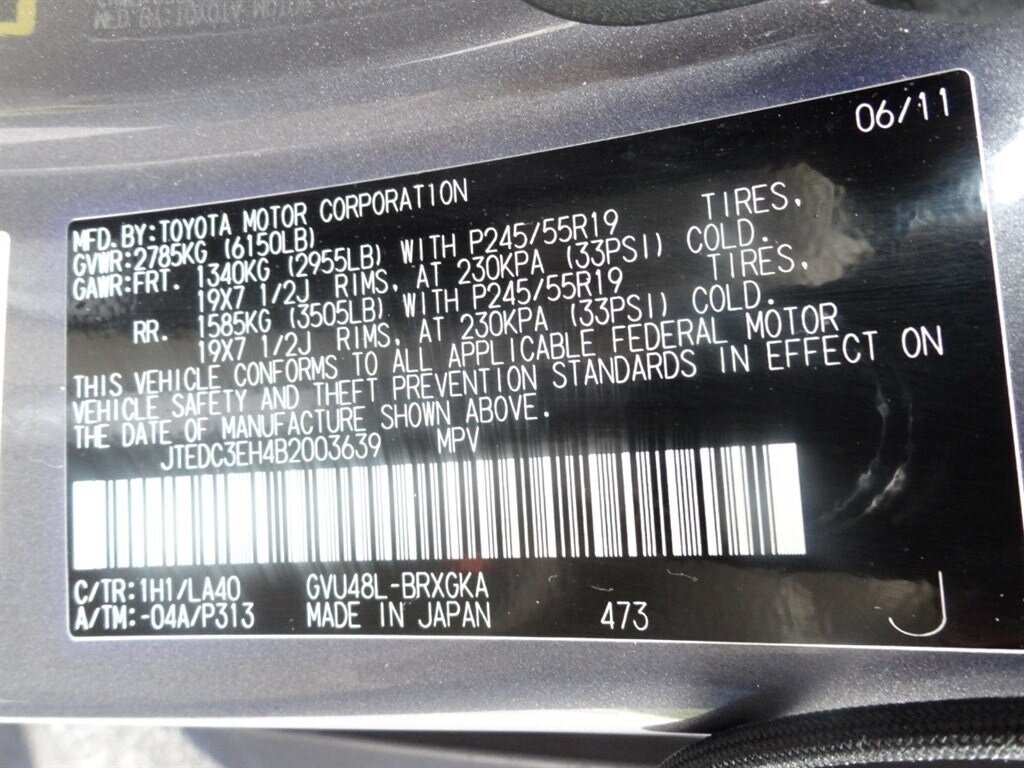 MFD. BY: TOYOTA MOTOR
06/11
MFD. BY: TOYOTA MOTOR CORPORATION
GVWR: 2785KG (6150LB)
GAWR: FRT. 1340KG (2955LB) WITH P245/55R19 TIRES,
19X7 1/2J RIMS, AT 230KPA (33PSI) COLD.
RR. 1585KG (3505LB) WITH P245/55R19 TIRES,
19X7 1/2J RIMS, AT 230KPA (33PSI) COLD.
THIS VEHICLE CONFORMS TO ALL APPLICABLE FEDERAL MOTOR
VEHICLE SAFETY AND THEFT PREVENTION STANDARDS IN EFFECT ON
THE DATE OF MANUFACTURE SHOWN ABOVE.
JTEDC3EH4B2003639 MPV
C/TR: 1H1/LA40 GVU48L-BRXGKA
A/TM: -04A/P313 MADE IN JAPAN 473 J